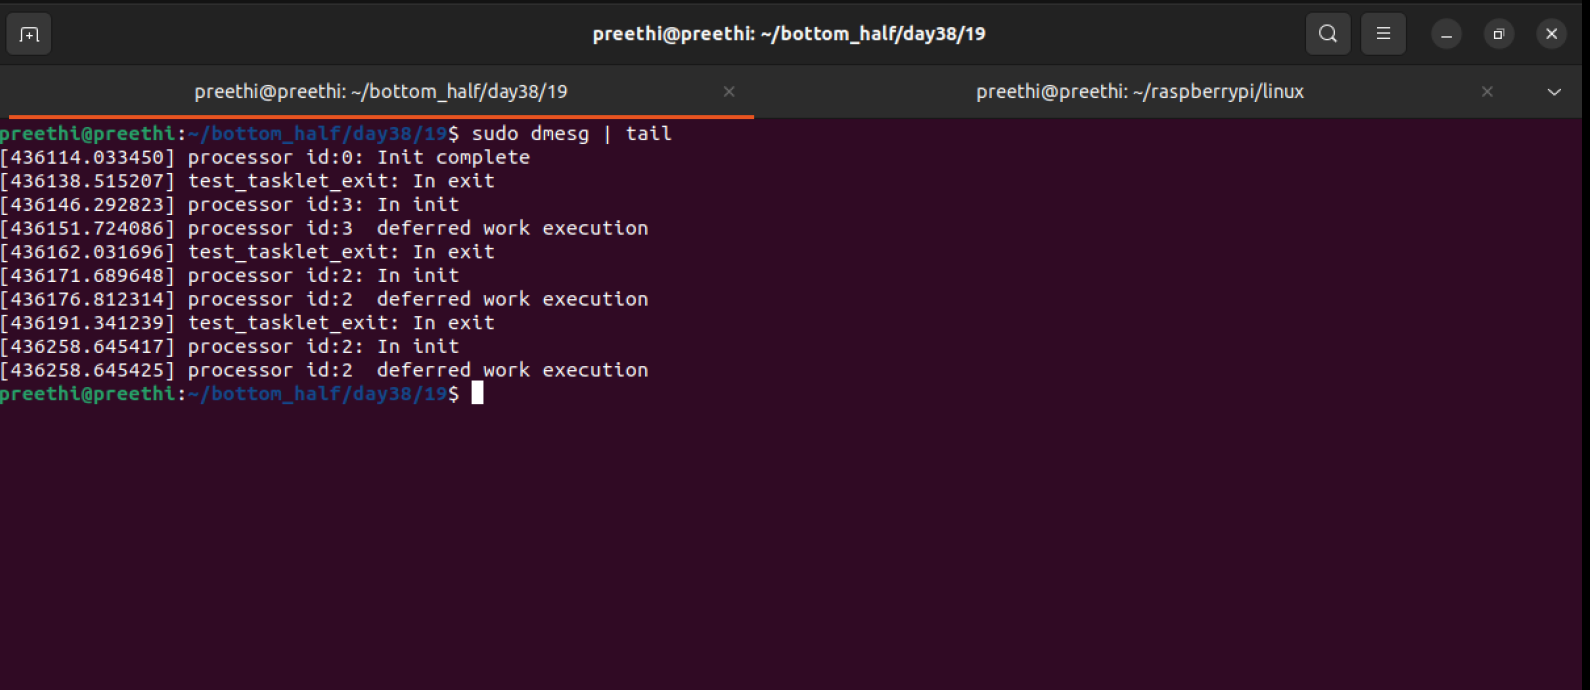 preethi@preethi: ~/bottom_half/day38/19
preethi@preethi: ~/bottom_half/day38/19 × preethi@preethi: ~/raspberrypi/linux ×
preethi@preethi:~/bottom_half/day38/19$ sudo dmesg | tail
[436114.033450] processor id:0: Init complete
[436138.515207] test_tasklet_exit: In exit
[436146.292823] processor id:3: In init
[436151.724086] processor id:3  deferred work execution
[436162.031696] test_tasklet_exit: In exit
[436171.689648] processor id:2: In init
[436176.812314] processor id:2  deferred work execution
[436191.341239] test_tasklet_exit: In exit
[436258.645417] processor id:2: In init
[436258.645425] processor id:2  deferred work execution
preethi@preethi:~/bottom_half/day38/19$